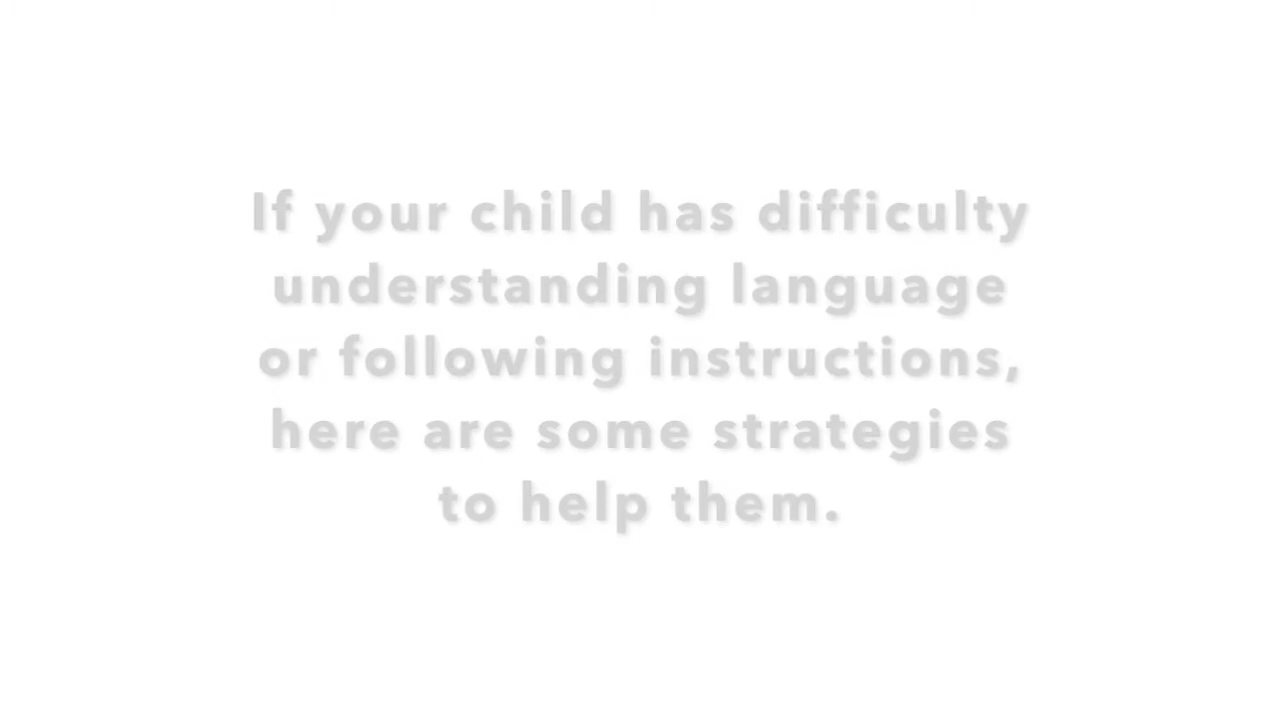 If your child has difficulty
understanding language
or following instructions,
here are some strategies
to help them.